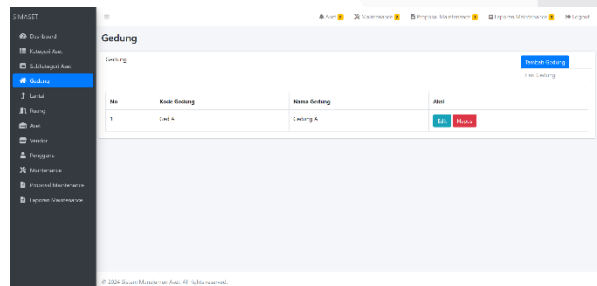 SIMASET
Aset Maintenance Proposal Maintenance Laporan Maintenance Logout
Dashboard
Kategori Aset
Subkategori Aset
Gedung
Lantai
Ruang
Aset
Vendor
Pengguna
Maintenance
Proposal Maintenance
Laporan Maintenance
Gedung
Gedung
Tambah Gedung
Cari Gedung
No Kode Gedung Nama Gedung Aksi
1 Ged A Gedung A Edit Hapus
© 2024 Sistem Manajemen Aset. All rights reserved.